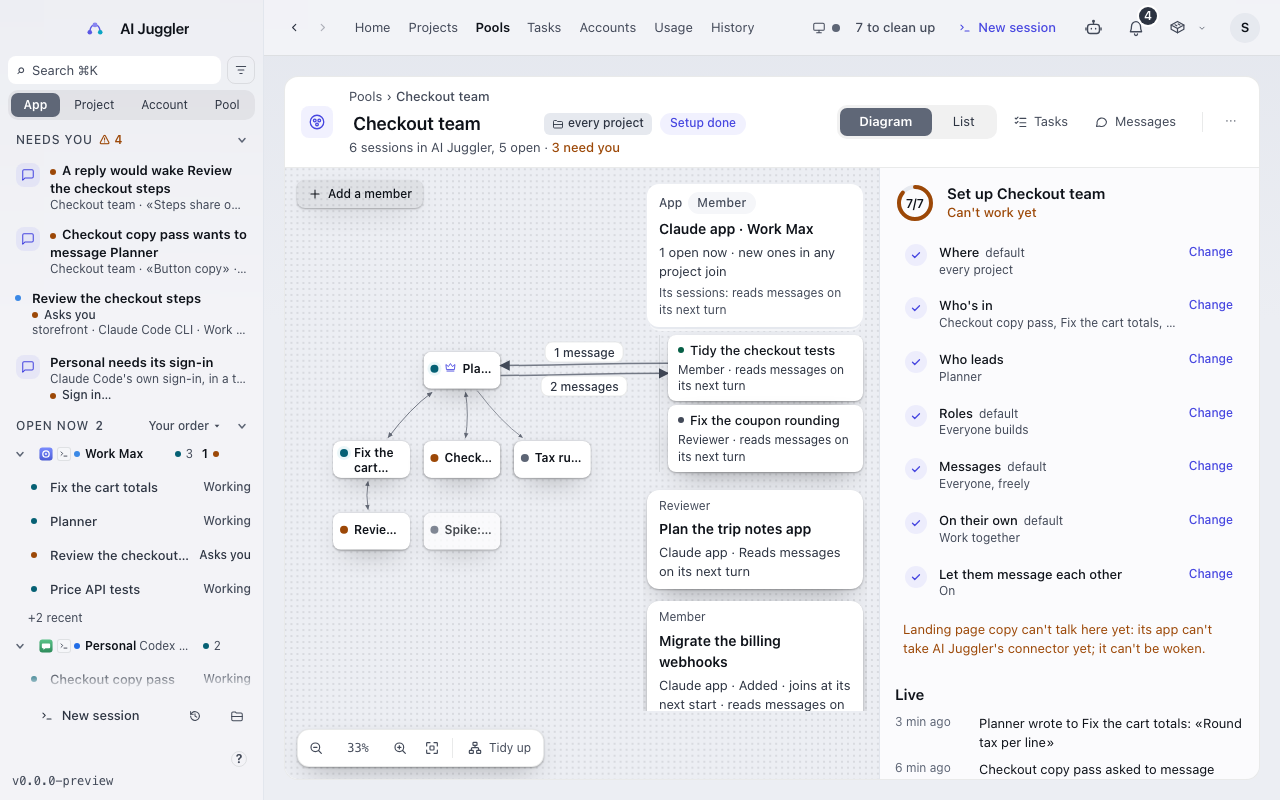 AI Juggler
Search ⌘K
App Project Account Pool
NEEDS YOU 4
A reply would wake Review
the checkout steps
Checkout team · «Steps share o...
Checkout copy pass wants to
message Planner
Checkout team · «Button copy» ·...
Review the checkout steps
Asks you
storefront · Claude Code CLI · Work ...
Personal needs its sign-in
Claude Code's own sign-in, in a t...
Sign in...
OPEN NOW 2 Your order
Work Max 3 1
Fix the cart totals Working
Planner Working
Review the checkout... Asks you
Price API tests Working
+2 recent
Personal Codex ... 2
Checkout copy pass Working
New session
?
v0.0.0-preview
Home Projects Pools Tasks Accounts Usage History
7 to clean up
New session
4
S
Pools › Checkout team
Checkout team
every project
Setup done
6 sessions in AI Juggler, 5 open · 3 need you
Diagram List
Tasks
Messages
...
+ Add a member
App Member
Claude app · Work Max
1 open now · new ones in any
project join
Its sessions: reads messages on
its next turn
1 message
2 messages
Tidy the checkout tests
Member · reads messages on
its next turn
Fix the coupon rounding
Reviewer · reads messages on
its next turn
Pla...
Fix the
cart...
Check...
Tax ru...
Revie...
Spike:...
Reviewer
Plan the trip notes app
Claude app · Reads messages
on its next turn
Member
Migrate the billing
webhooks
Claude app · Added · joins at its
next start · reads messages on
33%
Tidy up
7/7
Set up Checkout team
Can't work yet
Where default
every project
Change
Who's in
Checkout copy pass, Fix the cart totals, ...
Change
Who leads
Planner
Change
Roles default
Everyone builds
Change
Messages default
Everyone, freely
Change
On their own default
Work together
Change
Let them message each other
On
Change
Landing page copy can't talk here yet: its app can't
take AI Juggler's connector yet; it can't be woken.
Live
3 min ago
Planner wrote to Fix the cart totals: «Round
tax per line»
6 min ago
Checkout copy pass asked to message